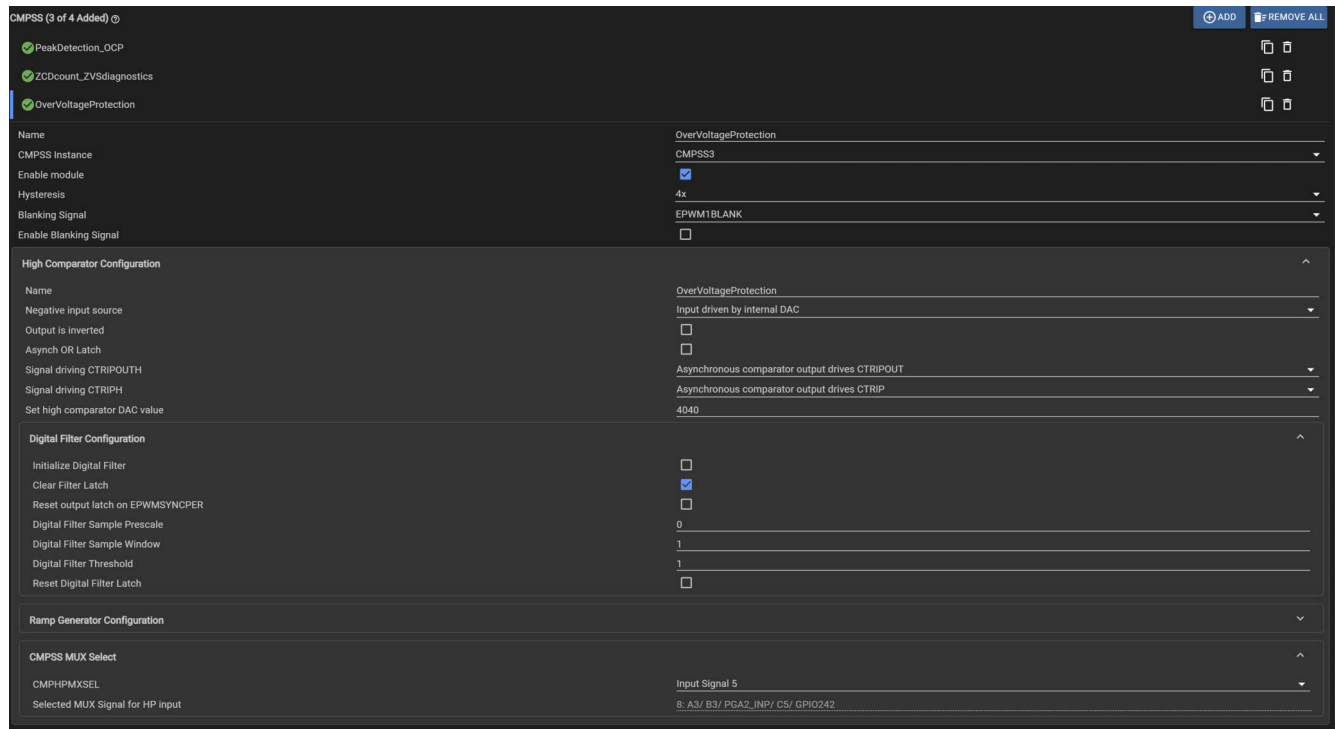 CMPSS (3 of 4 Added)
ADD
REMOVE ALL
PeakDetection_OCP
ZCDcount_ZVSdiagnostics
OverVoltageProtection
Name OverVoltageProtection
CMPSS Instance CMPSS3
Enable module
Hysteresis 4x
Blanking Signal EPWM1BLANK
Enable Blanking Signal
High Comparator Configuration
Name OverVoltageProtection
Negative input source Input driven by internal DAC
Output is inverted
Asynch OR Latch
Signal driving CTRIPOUTH Asynchronous comparator output drives CTRIPOUT
Signal driving CTRIPH Asynchronous comparator output drives CTRIP
Set high comparator DAC value 4040
Digital Filter Configuration
Initialize Digital Filter
Clear Filter Latch
Reset output latch on EPWMSYNCPER
Digital Filter Sample Prescale 0
Digital Filter Sample Window 1
Digital Filter Threshold 1
Reset Digital Filter Latch
Ramp Generator Configuration
CMPSS MUX Select
CMPHPMXSEL Input Signal 5
Selected MUX Signal for HP input 8: A3/ B3/ PGA2_INP/ C5/ GPIO242